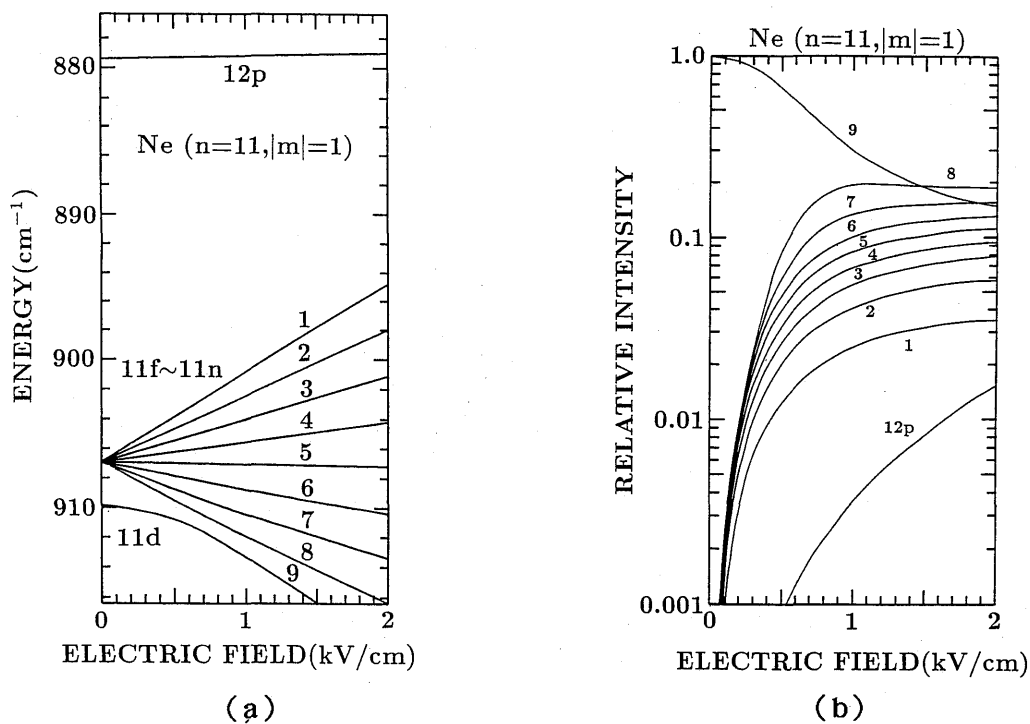 880
12p
Ne (n=11,|m|=1)
890
ENERGY(cm⁻¹)
900
11f~11n
910
11d
1
2
3
4
5
6
7
8
9
0
1
2
ELECTRIC FIELD(kV/cm)
(a)
Ne (n=11,|m|=1)
1.0
0.1
0.01
0.001
RELATIVE INTENSITY
9
8
7
6
5
4
3
2
1
12p
0
1
2
ELECTRIC FIELD(kV/cm)
(b)